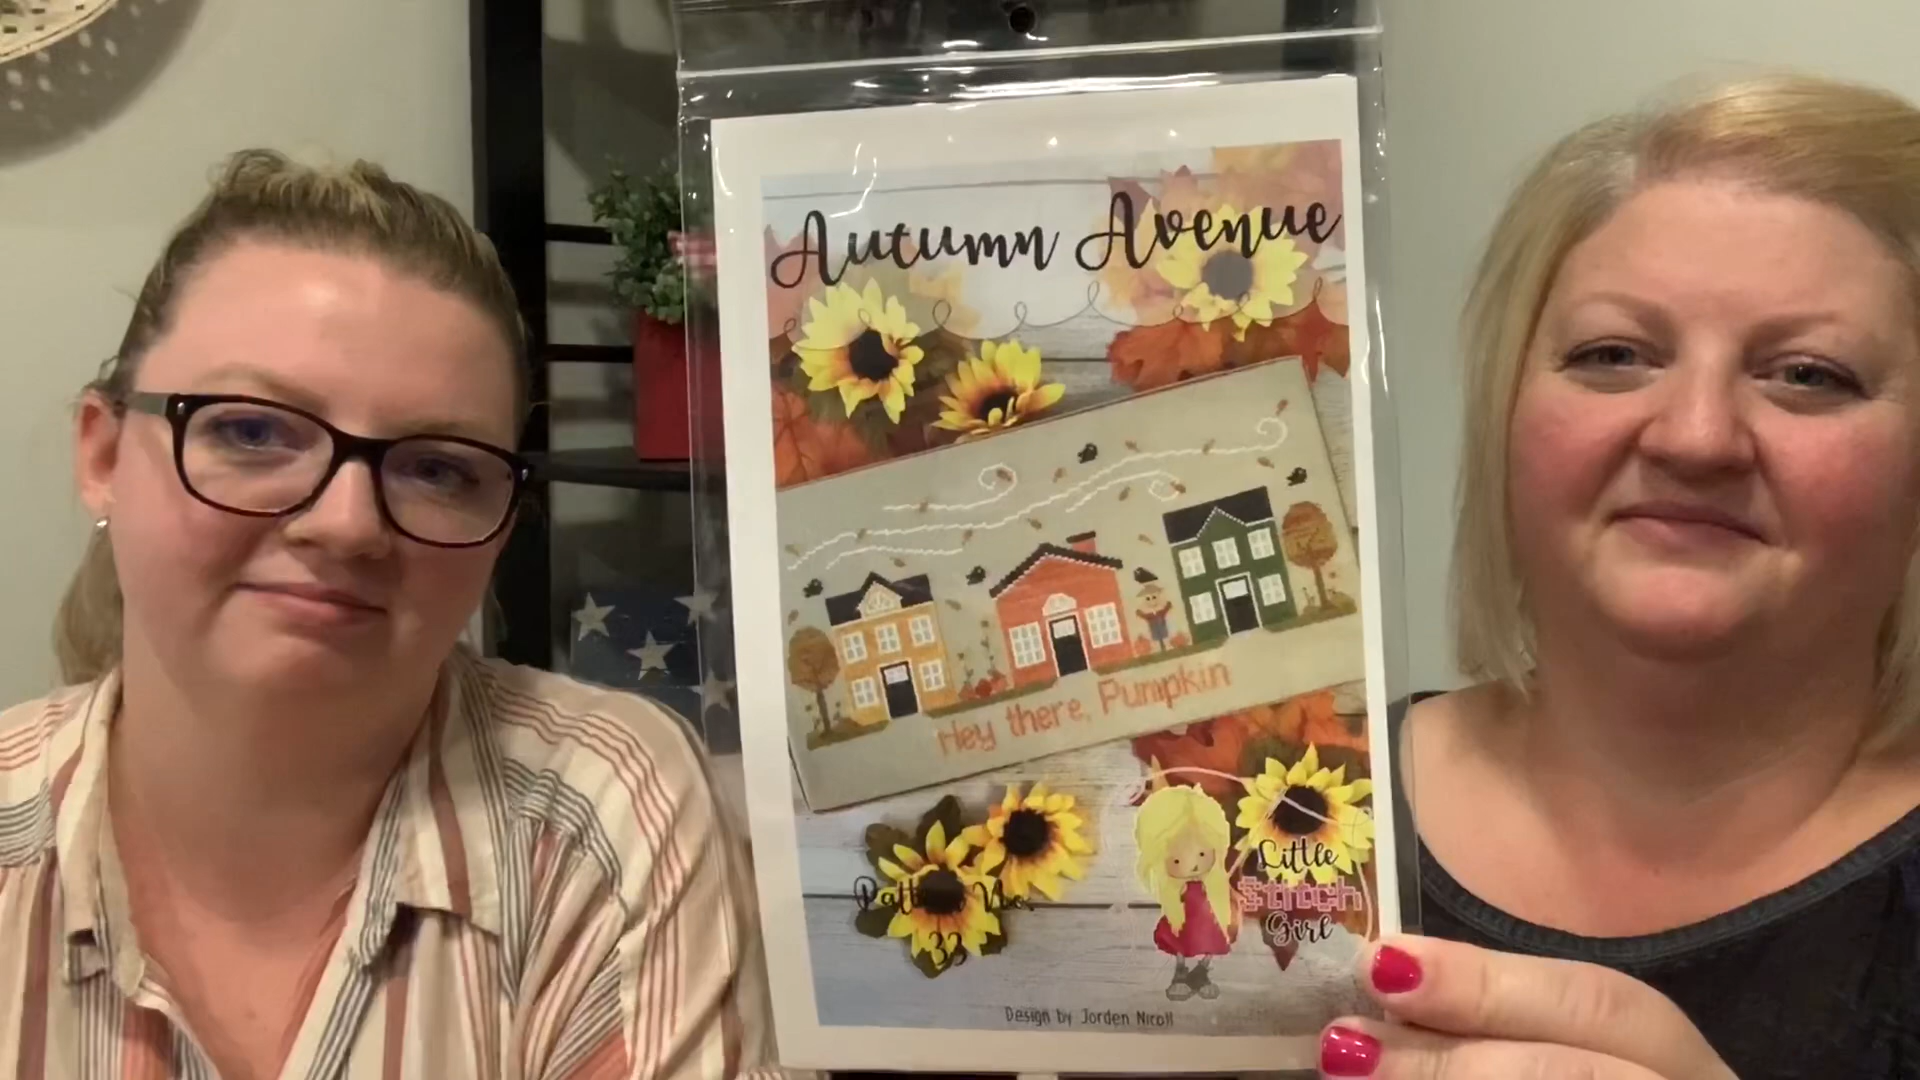 Autumn Avenue
Hey there, Pumpkin
Pattern No.
33
Little
Stitch
Girl
Design by Jorden Nicoll